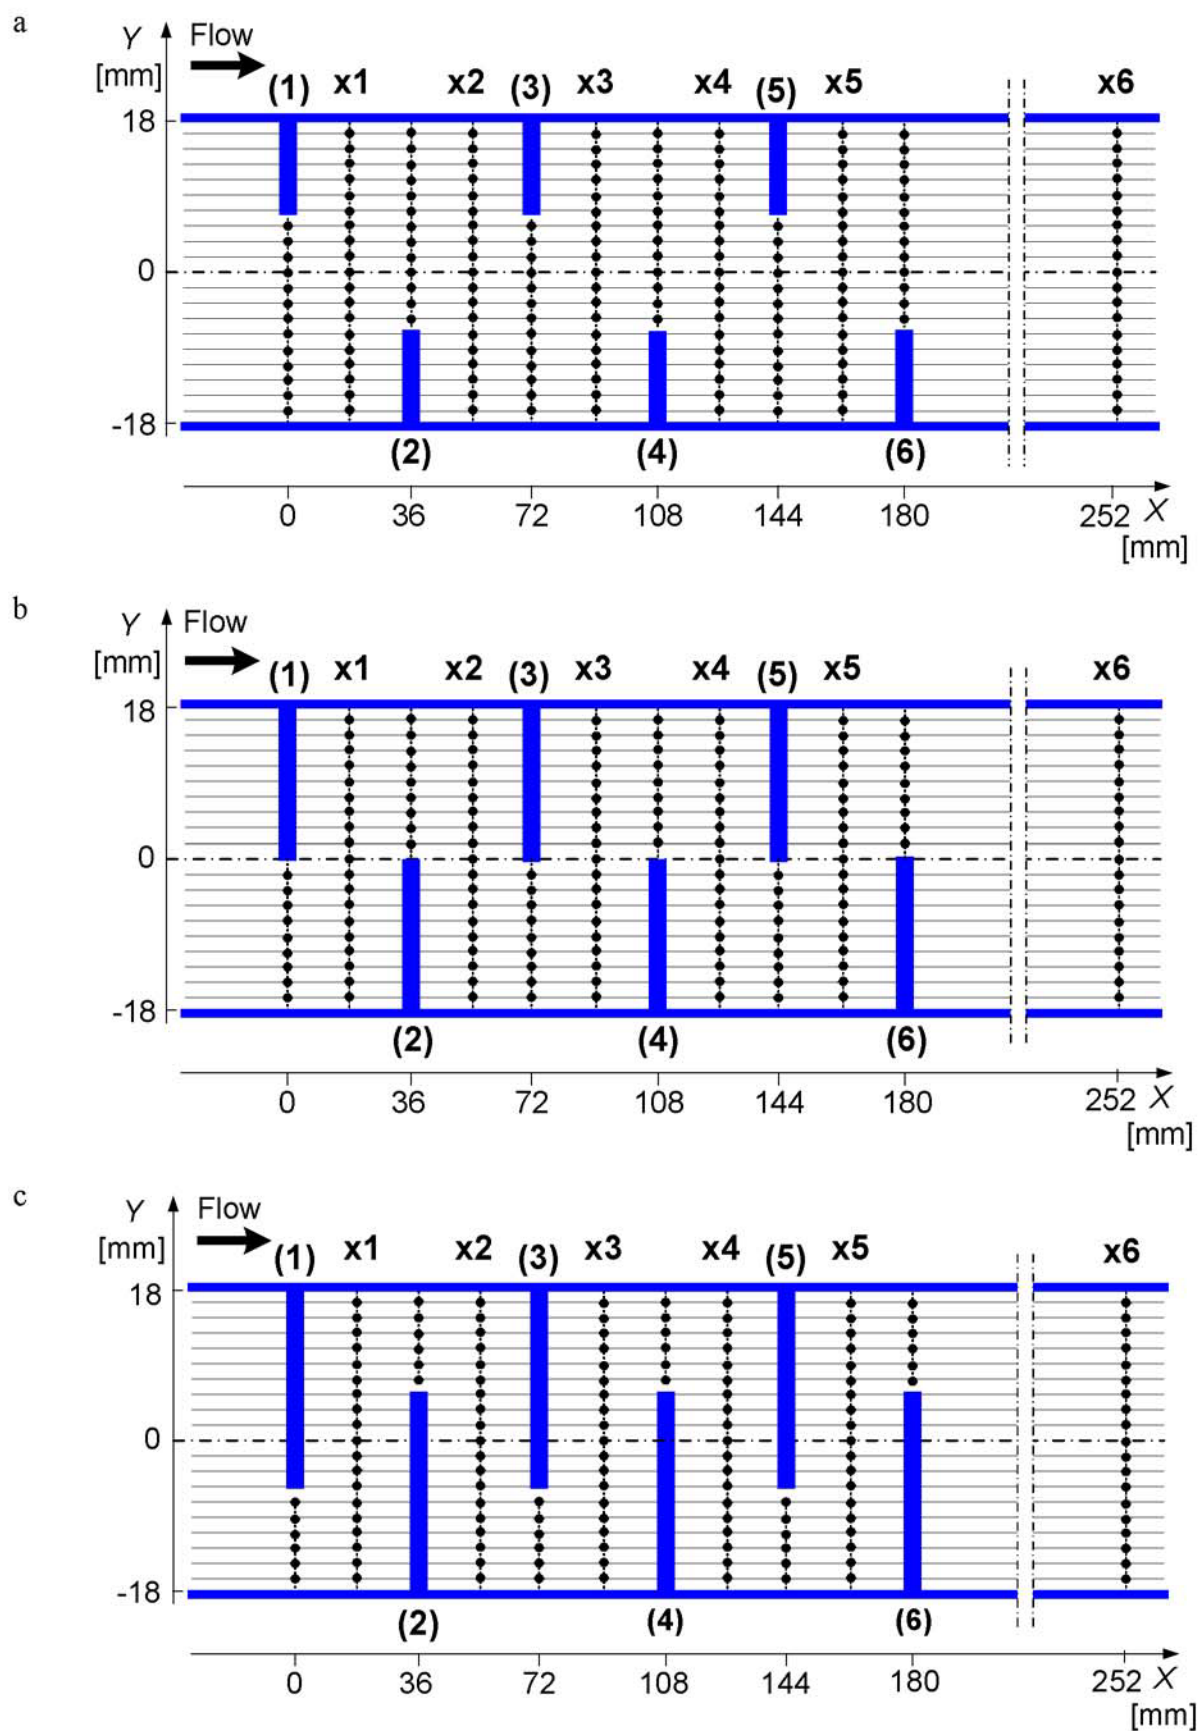 a
Y Flow
[mm]
(1) x1 x2 (3) x3 x4 (5) x5 x6
18
0
-18
(2) (4) (6)
0 36 72 108 144 180 252 X
[mm]
b
Y Flow
[mm]
(1) x1 x2 (3) x3 x4 (5) x5 x6
18
0
-18
(2) (4) (6)
0 36 72 108 144 180 252 X
[mm]
c
Y Flow
[mm]
(1) x1 x2 (3) x3 x4 (5) x5 x6
18
0
-18
(2) (4) (6)
0 36 72 108 144 180 252 X
[mm]